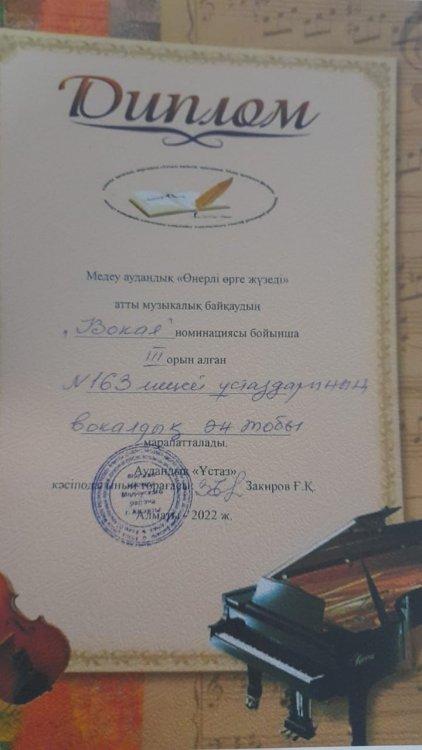 Диплом
Медеу аудандық «Өнерлі өрге жүзеді»
атты музыкалық байқаудың
„Вокал" номинациясы бойынша
III орын алған
№163 мектеп ұстаздарының
вокалдық ән тобы
марапатталады.
Аудандық «Ұстаз»
кәсіподағының төрағасы: Закиров Ғ.Қ.
Алматы - 2022 ж.